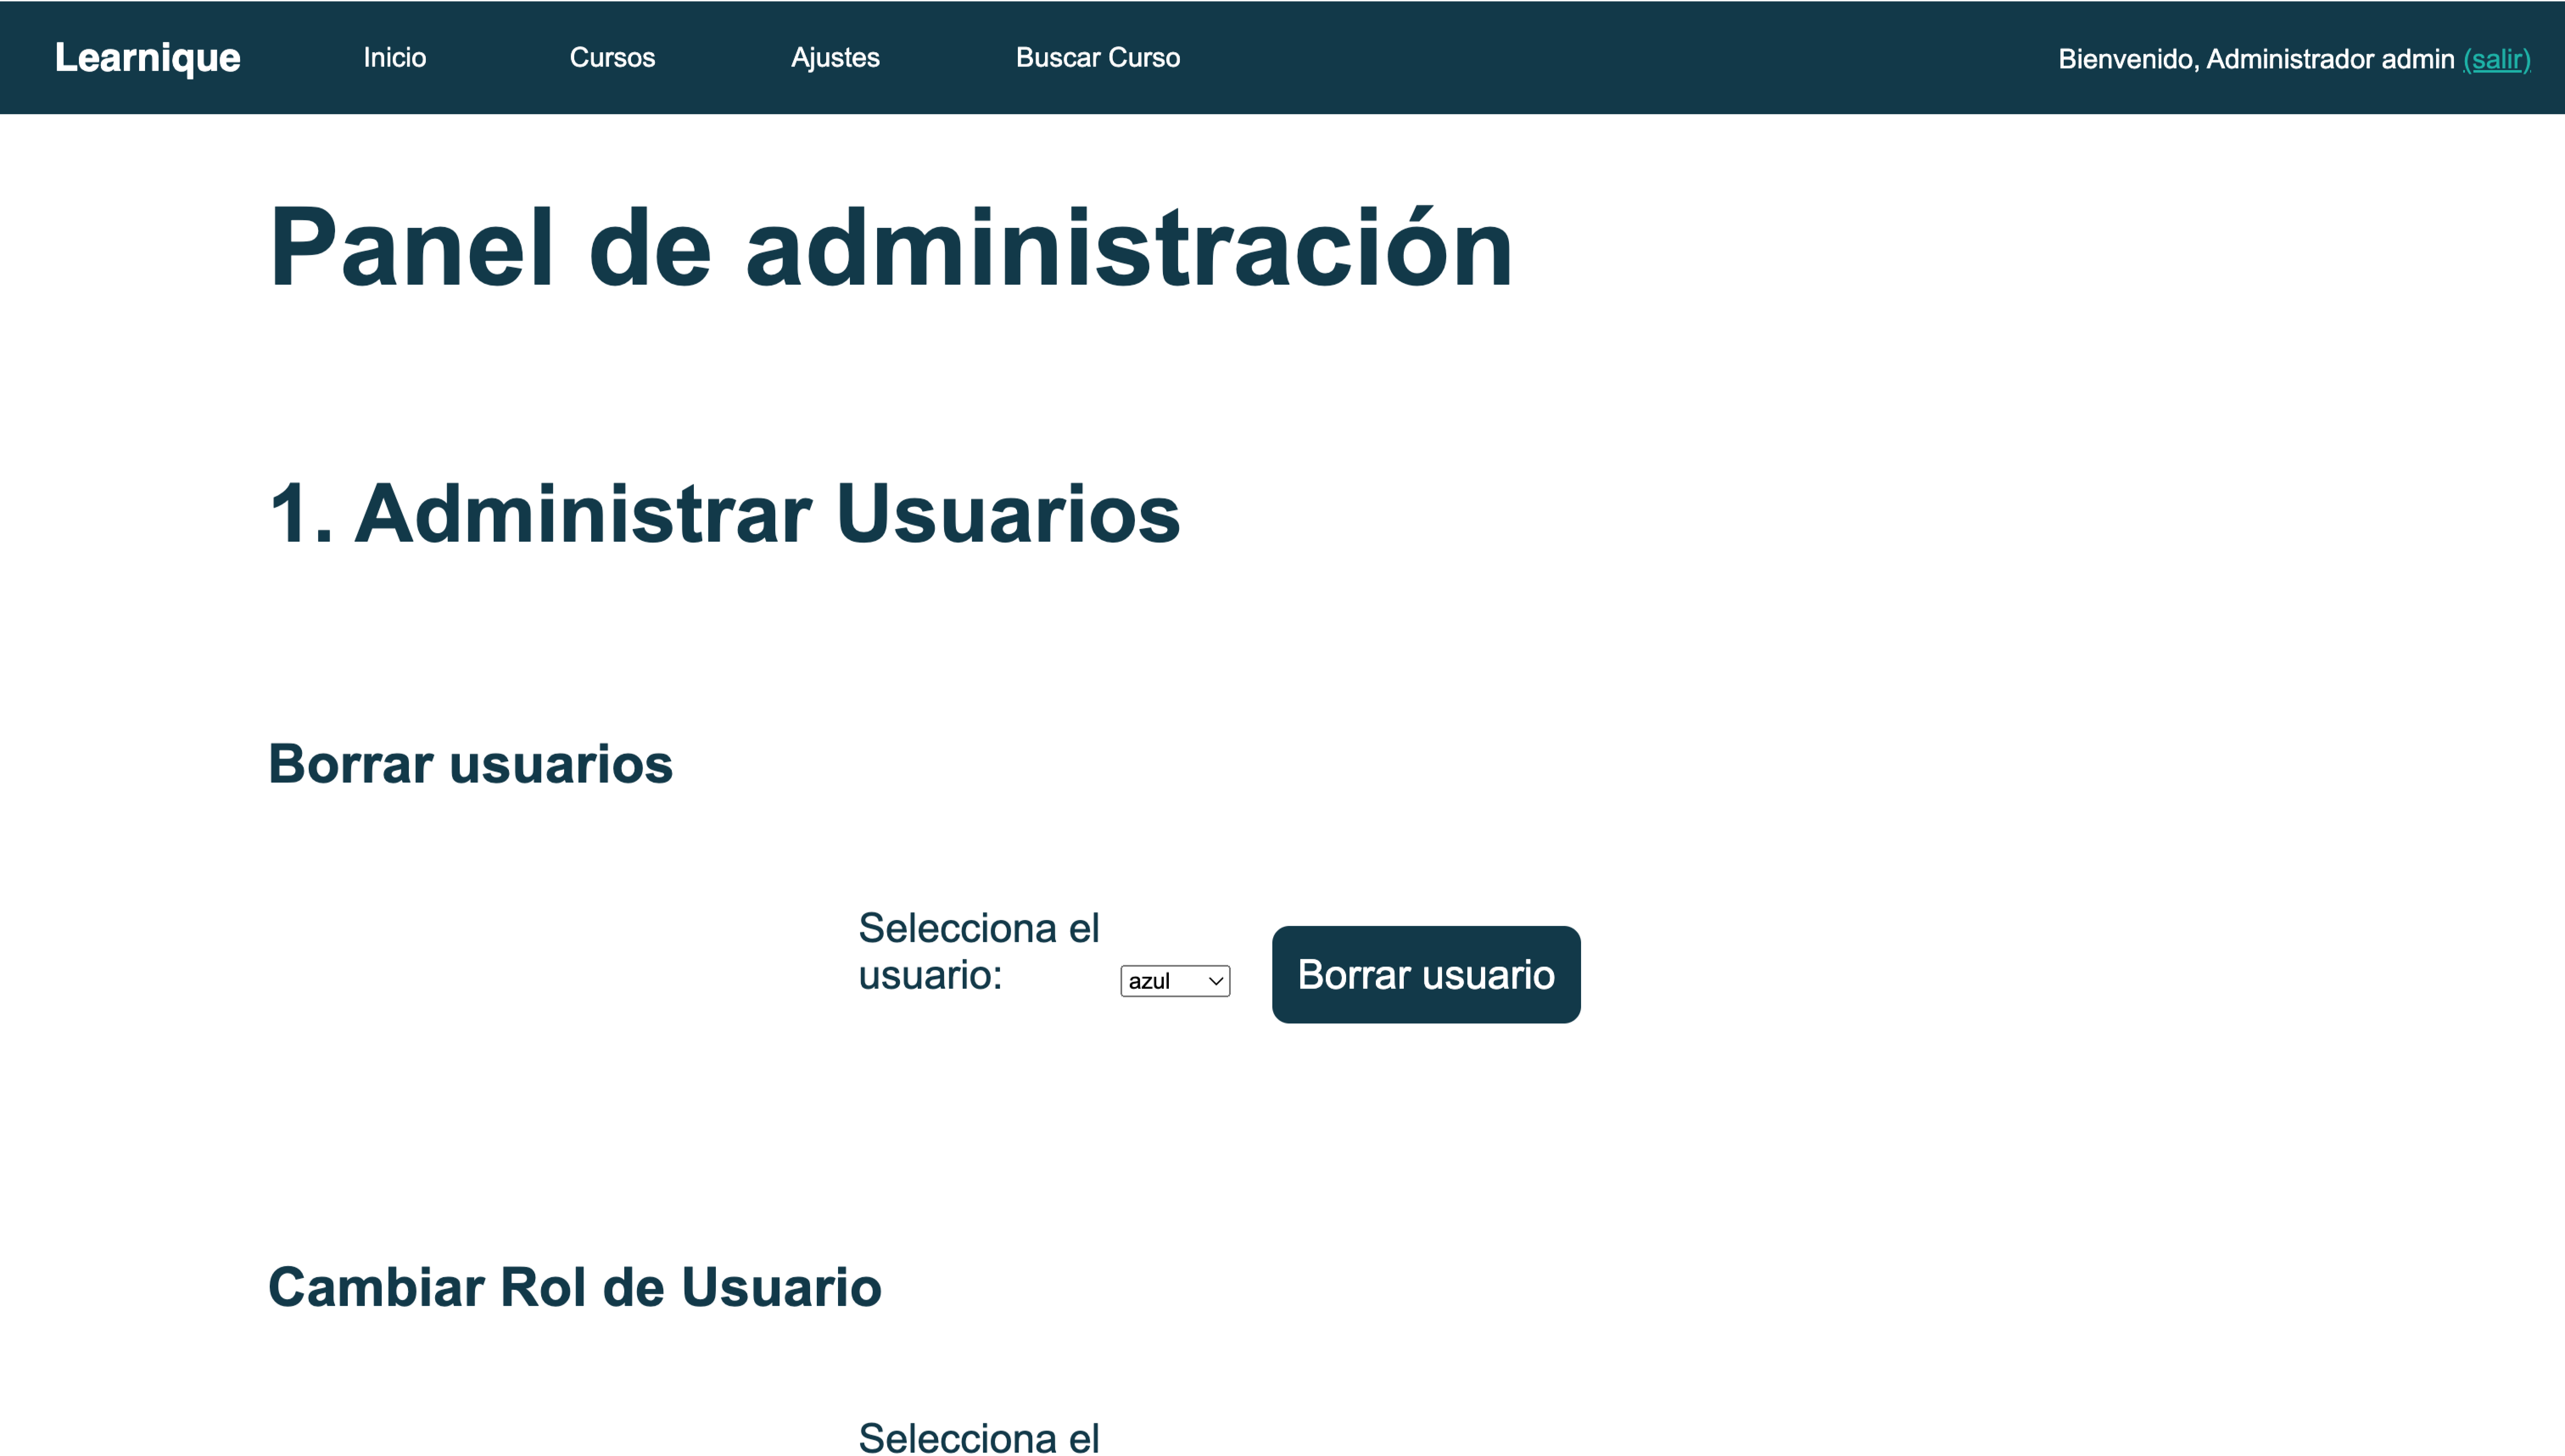 Learnique Inicio Cursos Ajustes Buscar Curso Bienvenido, Administrador admin (salir)
Panel de administración
1. Administrar Usuarios
Borrar usuarios
Selecciona el
usuario: azul Borrar usuario
Cambiar Rol de Usuario
Selecciona el